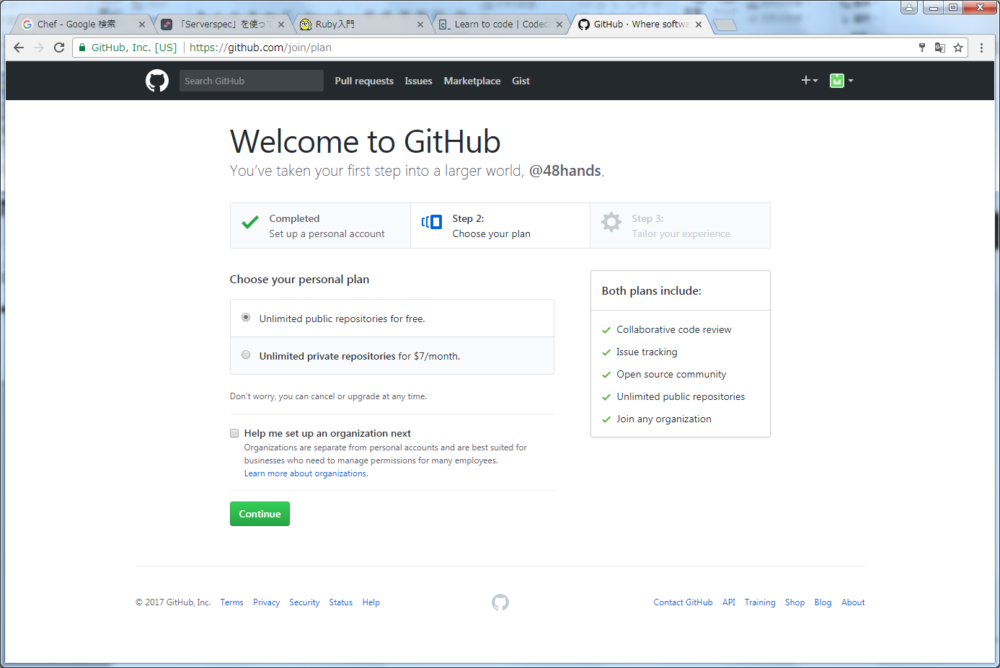 Chef - Google 検索
「Serverspec」を使って
Ruby入門
Learn to code | Codec
GitHub · Where softwa
GitHub, Inc. [US] | https://github.com/join/plan
Search GitHub
Pull requests Issues Marketplace Gist
Welcome to GitHub
You’ve taken your first step into a larger world, @48hands.
Completed
Set up a personal account
Step 2:
Choose your plan
Step 3:
Tailor your experience
Choose your personal plan
Unlimited public repositories for free.
Unlimited private repositories for $7/month.
Don’t worry, you can cancel or upgrade at any time.
Help me set up an organization next
Organizations are separate from personal accounts and are best suited for
businesses who need to manage permissions for many employees.
Learn more about organizations.
Continue
Both plans include:
Collaborative code review
Issue tracking
Open source community
Unlimited public repositories
Join any organization
© 2017 GitHub, Inc. Terms Privacy Security Status Help
Contact GitHub API Training Shop Blog About